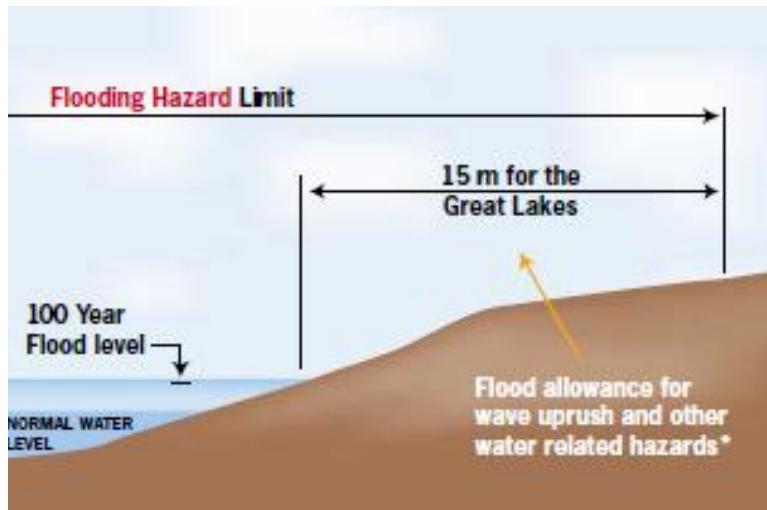 Flooding Hazard Limit
15 m for the
Great Lakes
100 Year
Flood level
NORMAL WATER
LEVEL
Flood allowance for
wave uprush and other
water related hazards*